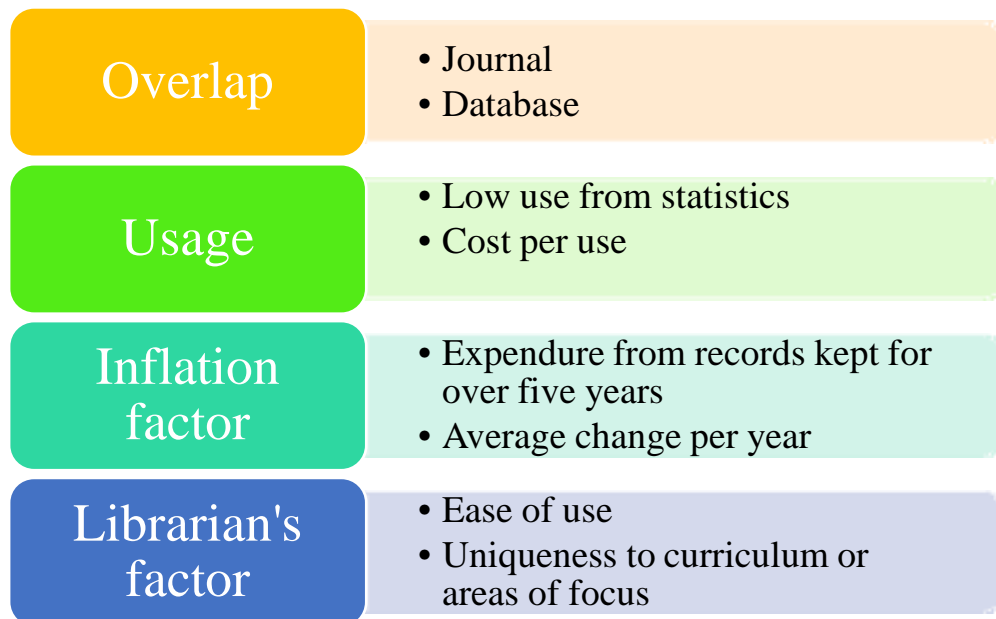 Overlap
• Journal
• Database
Usage
• Low use from statistics
• Cost per use
Inflation
factor
• Expendure from records kept for
over five years
• Average change per year
Librarian's
factor
• Ease of use
• Uniqueness to curriculum or
areas of focus